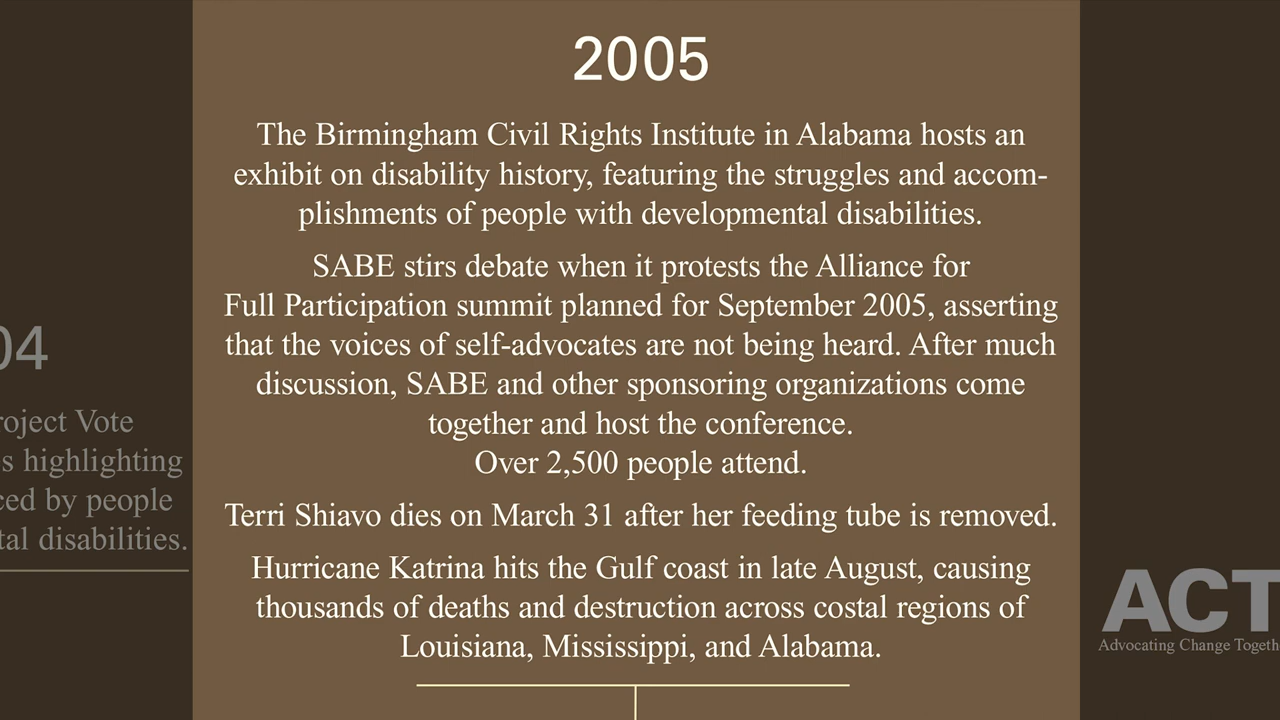 2005
The Birmingham Civil Rights Institute in Alabama hosts an
exhibit on disability history, featuring the struggles and accom-
plishments of people with developmental disabilities.
SABE stirs debate when it protests the Alliance for
Full Participation summit planned for September 2005, asserting
that the voices of self-advocates are not being heard. After much
discussion, SABE and other sponsoring organizations come
together and host the conference.
Over 2,500 people attend.
Terri Shiavo dies on March 31 after her feeding tube is removed.
Hurricane Katrina hits the Gulf coast in late August, causing
thousands of deaths and destruction across costal regions of
Louisiana, Mississippi, and Alabama.
04
Vote
highlighting
by people
disabilities.
ACT
Advocating Change